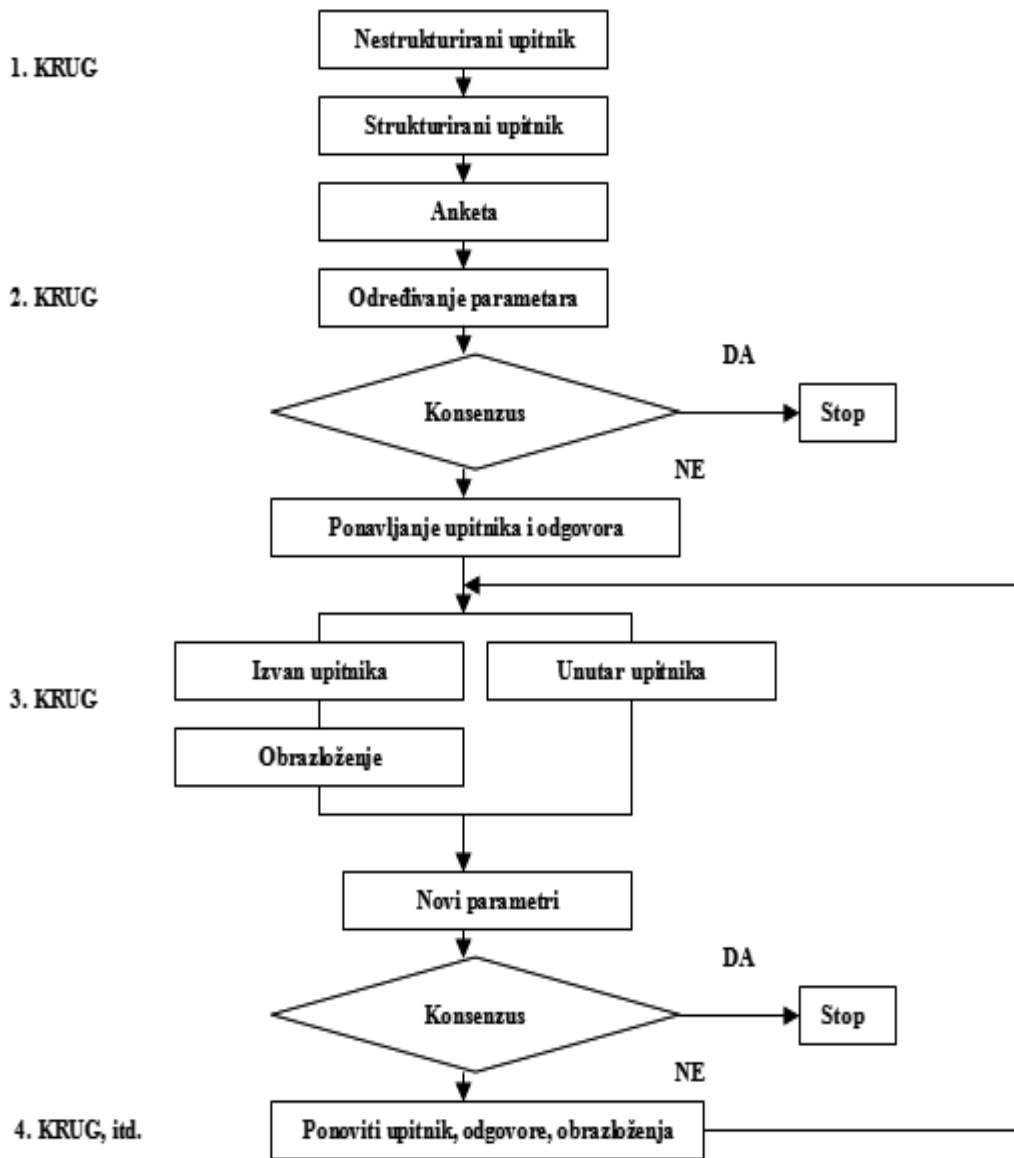 Nestrukturirani upitnik
1. KRUG
Strukturirani upitnik
Anketa
2. KRUG
Određivanje parametara
DA
Konsenzus
Stop
NE
Ponavljanje upitnika i odgovora
Izvan upitnika
Unutar upitnika
3. KRUG
Obrazloženje
Novi parametri
DA
Konsenzus
Stop
NE
4. KRUG, itd.
Ponoviti upitnik, odgovore, obrazloženja